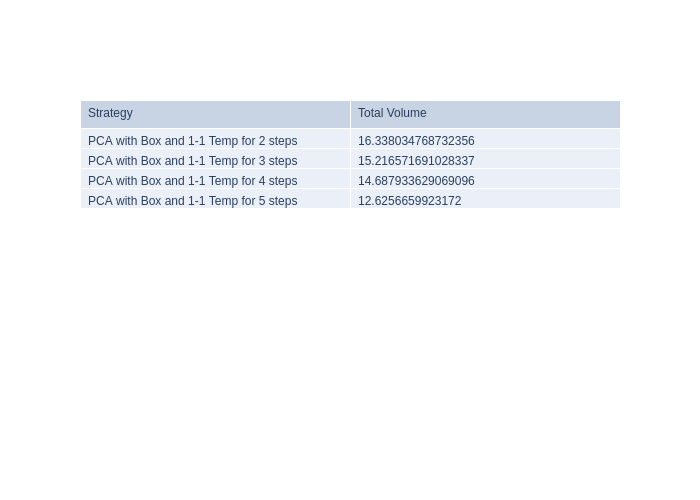 Strategy Total Volume
PCA with Box and 1-1 Temp for 2 steps 16.338034768732356
PCA with Box and 1-1 Temp for 3 steps 15.216571691028337
PCA with Box and 1-1 Temp for 4 steps 14.687933629069096
PCA with Box and 1-1 Temp for 5 steps 12.6256659923172